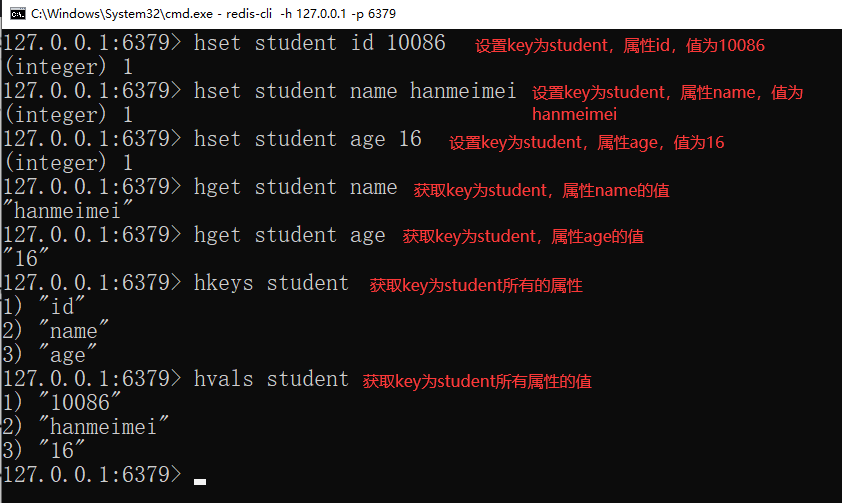 C:\Windows\System32\cmd.exe - redis-cli -h 127.0.0.1 -p 6379
127.0.0.1:6379> hset student id 10086 设置key为student，属性id，值为10086
(integer) 1
127.0.0.1:6379> hset student name hanmeimei 设置key为student，属性name，值为
(integer) 1 hanmeimei
127.0.0.1:6379> hset student age 16 设置key为student，属性age，值为16
(integer) 1
127.0.0.1:6379> hget student name 获取key为student，属性name的值
"hanmeimei"
127.0.0.1:6379> hget student age 获取key为student，属性age的值
"16"
127.0.0.1:6379> hkeys student 获取key为student所有的属性
1) "id"
2) "name"
3) "age"
127.0.0.1:6379> hvals student 获取key为student所有属性的值
1) "10086"
2) "hanmeimei"
3) "16"
127.0.0.1:6379>